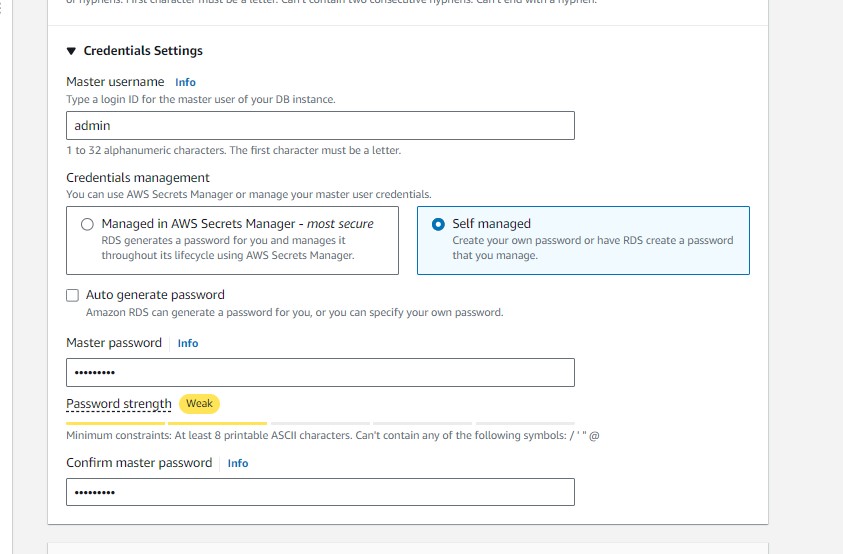 or hyphens. First character must be a letter. Can't contain two consecutive hyphens. Can't end with a hyphen.
Credentials Settings
Master username Info
Type a login ID for the master user of your DB instance.
admin
1 to 32 alphanumeric characters. The first character must be a letter.
Credentials management
You can use AWS Secrets Manager or manage your master user credentials.
Managed in AWS Secrets Manager - most secure
RDS generates a password for you and manages it
throughout its lifecycle using AWS Secrets Manager.
Self managed
Create your own password or have RDS create a password
that you manage.
Auto generate password
Amazon RDS can generate a password for you, or you can specify your own password.
Master password Info
•••••••••
Password strength Weak
Minimum constraints: At least 8 printable ASCII characters. Can't contain any of the following symbols: / ' " @
Confirm master password Info
•••••••••